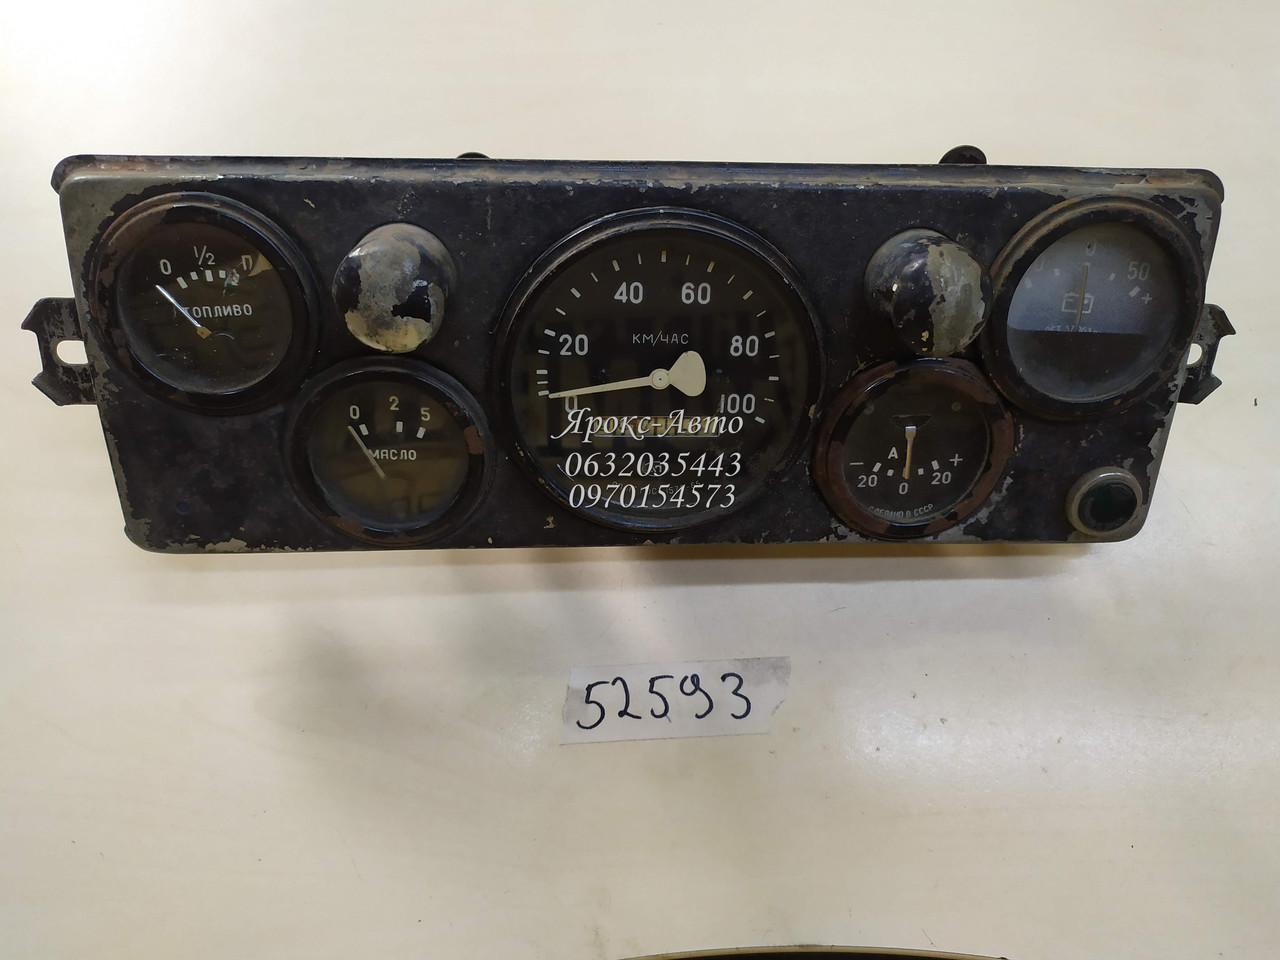 0 1/2 П
ТОПЛИВО
0 2 5
МАСЛО
0 20 40 60 80 100
КМ/ЧАС
Ярокс-Авто
0632035443
0970154573
А
- +
20 0 20
СДЕЛАНО В СССР
0 50
+
52593